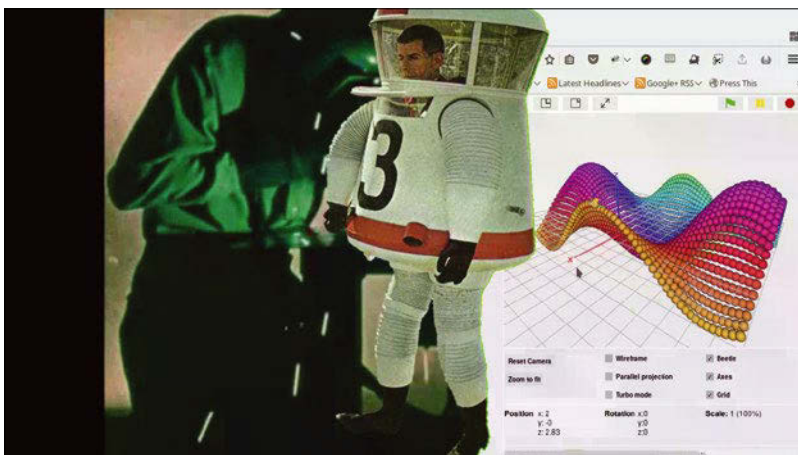 3
Latest Headlines Google+ RSS Press This
Z
X
Reset Camera
Zoom to fit
Wireframe
Parallel projection
Turbo mode
Beetle
Axes
Grid
Position x: 2
y: -0
z: 2.83
Rotation x:0
y:0
z:0
Scale: 1 (100%)